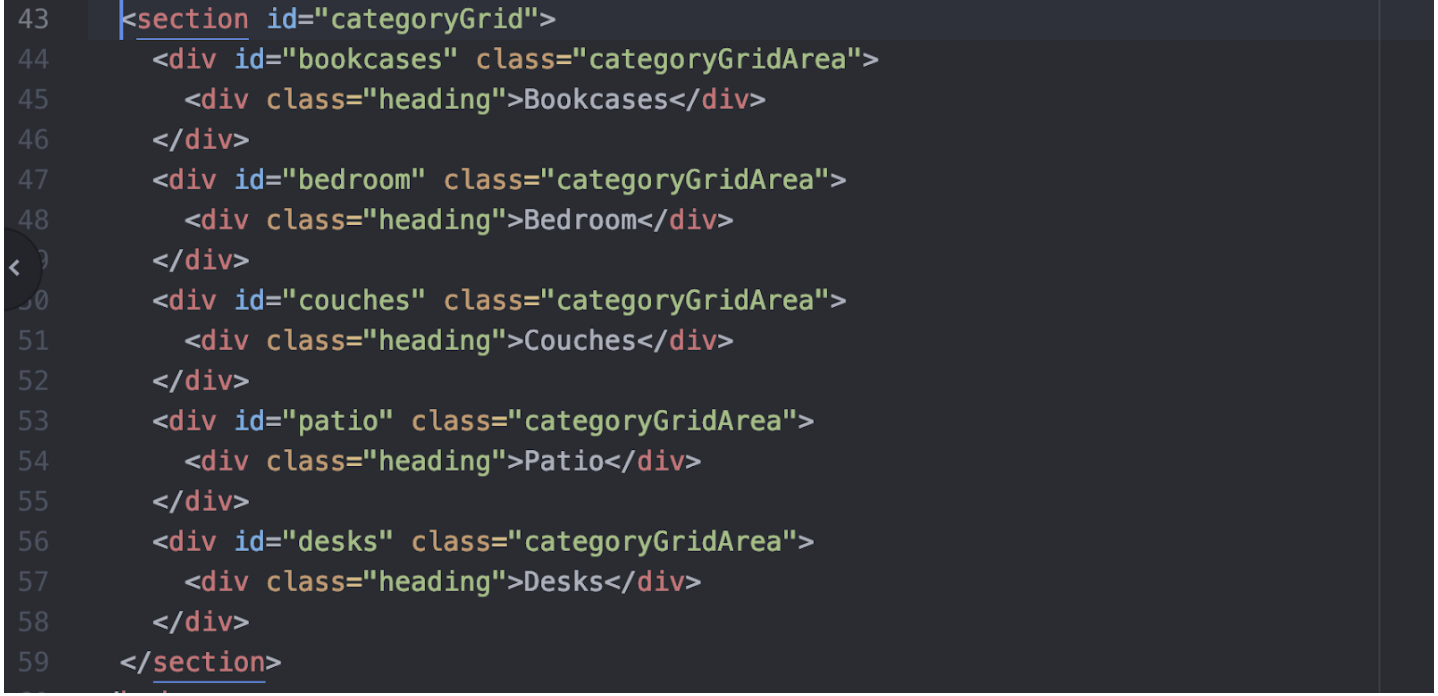 43 <section id="categoryGrid">
44 <div id="bookcases" class="categoryGridArea">
45 <div class="heading">Bookcases</div>
46 </div>
47 <div id="bedroom" class="categoryGridArea">
48 <div class="heading">Bedroom</div>
</div>
<div id="couches" class="categoryGridArea">
51 <div class="heading">Couches</div>
52 </div>
53 <div id="patio" class="categoryGridArea">
54 <div class="heading">Patio</div>
55 </div>
56 <div id="desks" class="categoryGridArea">
57 <div class="heading">Desks</div>
58 </div>
59 </section>